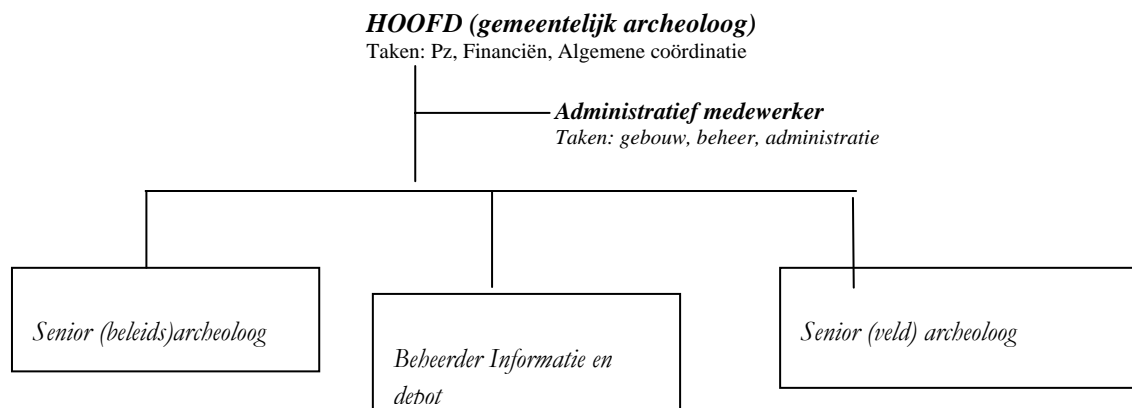 HOOFD (gemeentelijk archeoloog)
Taken: Pz, Financiën, Algemene coördinatie
Administratief medewerker
Taken: gebouw, beheer, administratie
Senior (beleids)archeoloog
Beheerder Informatie en
depot
Senior (veld) archeoloog